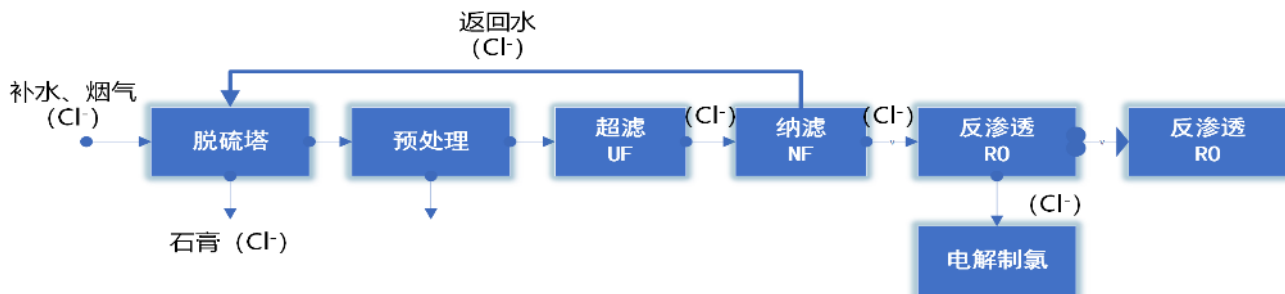 返回水
(Cl⁻)
补水、烟气
(Cl⁻)
脱硫塔
预处理
超滤
UF
(Cl⁻)
纳滤
NF
(Cl⁻)
反渗透
RO
反渗透
RO
石膏 (Cl⁻)
(Cl⁻)
电解制氯